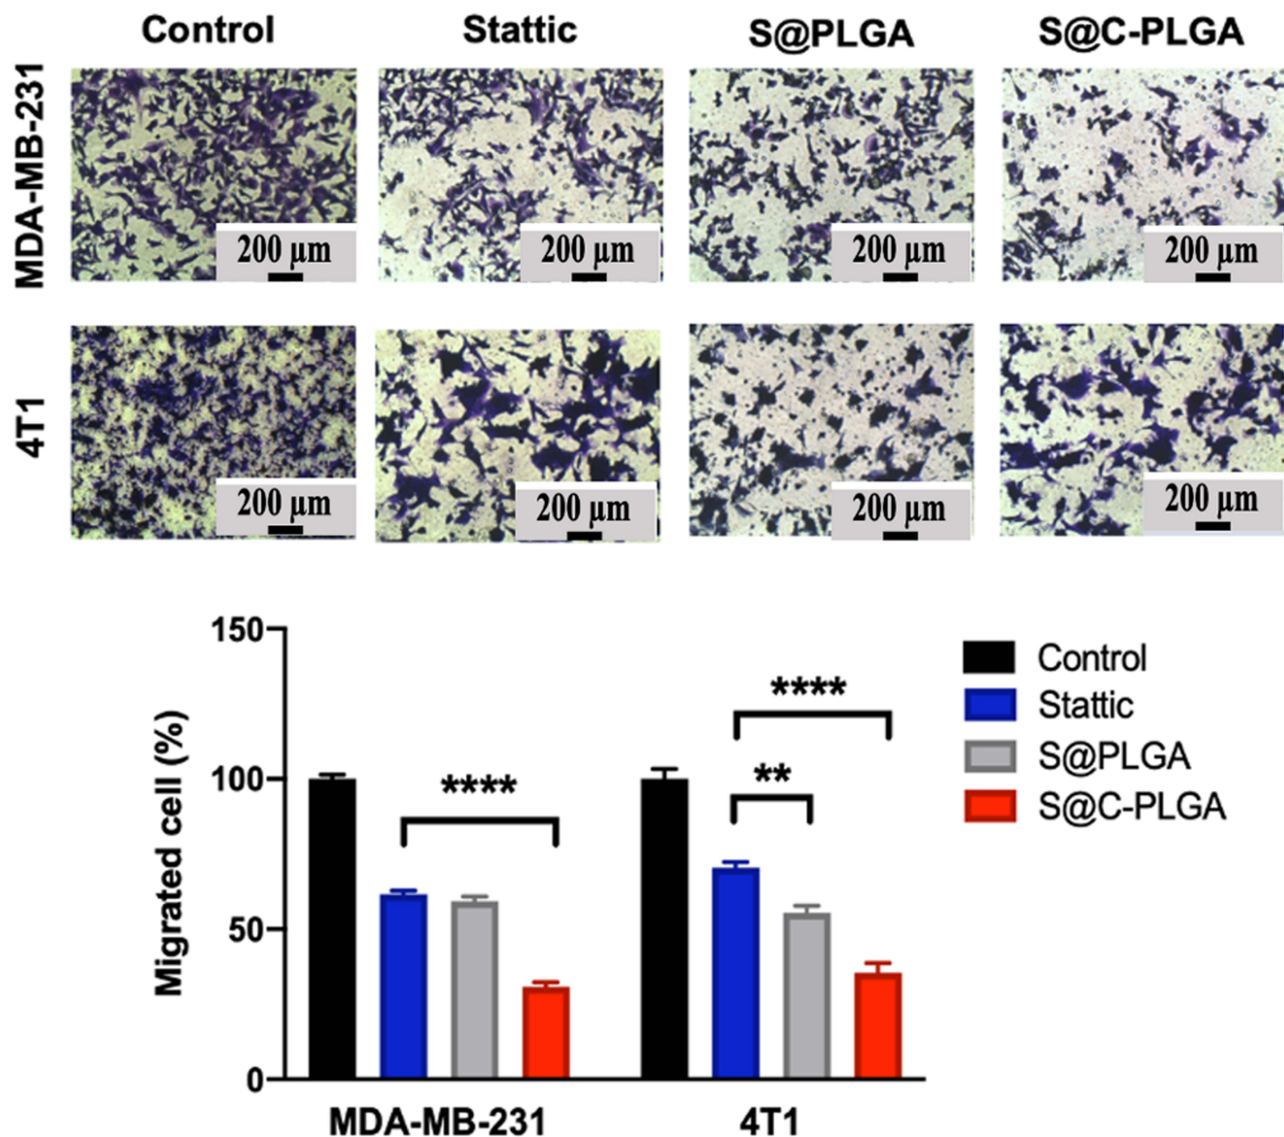 Control Stattic S@PLGA S@C-PLGA
MDA-MB-231
200 µm 200 µm 200 µm 200 µm
4T1
200 µm 200 µm 200 µm 200 µm
Migrated cell (%)
150
100
50
0
****
****
**
MDA-MB-231 4T1
Control
Stattic
S@PLGA
S@C-PLGA